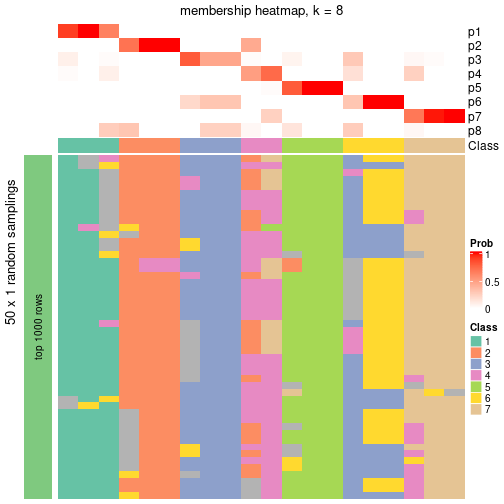 membership heatmap, k = 8
p1
p2
p3
p4
p5
p6
p7
p8
Class
50 x 1 random samplings
top 1000 rows
Prob
1
0.5
0
Class
1
2
3
4
5
6
7